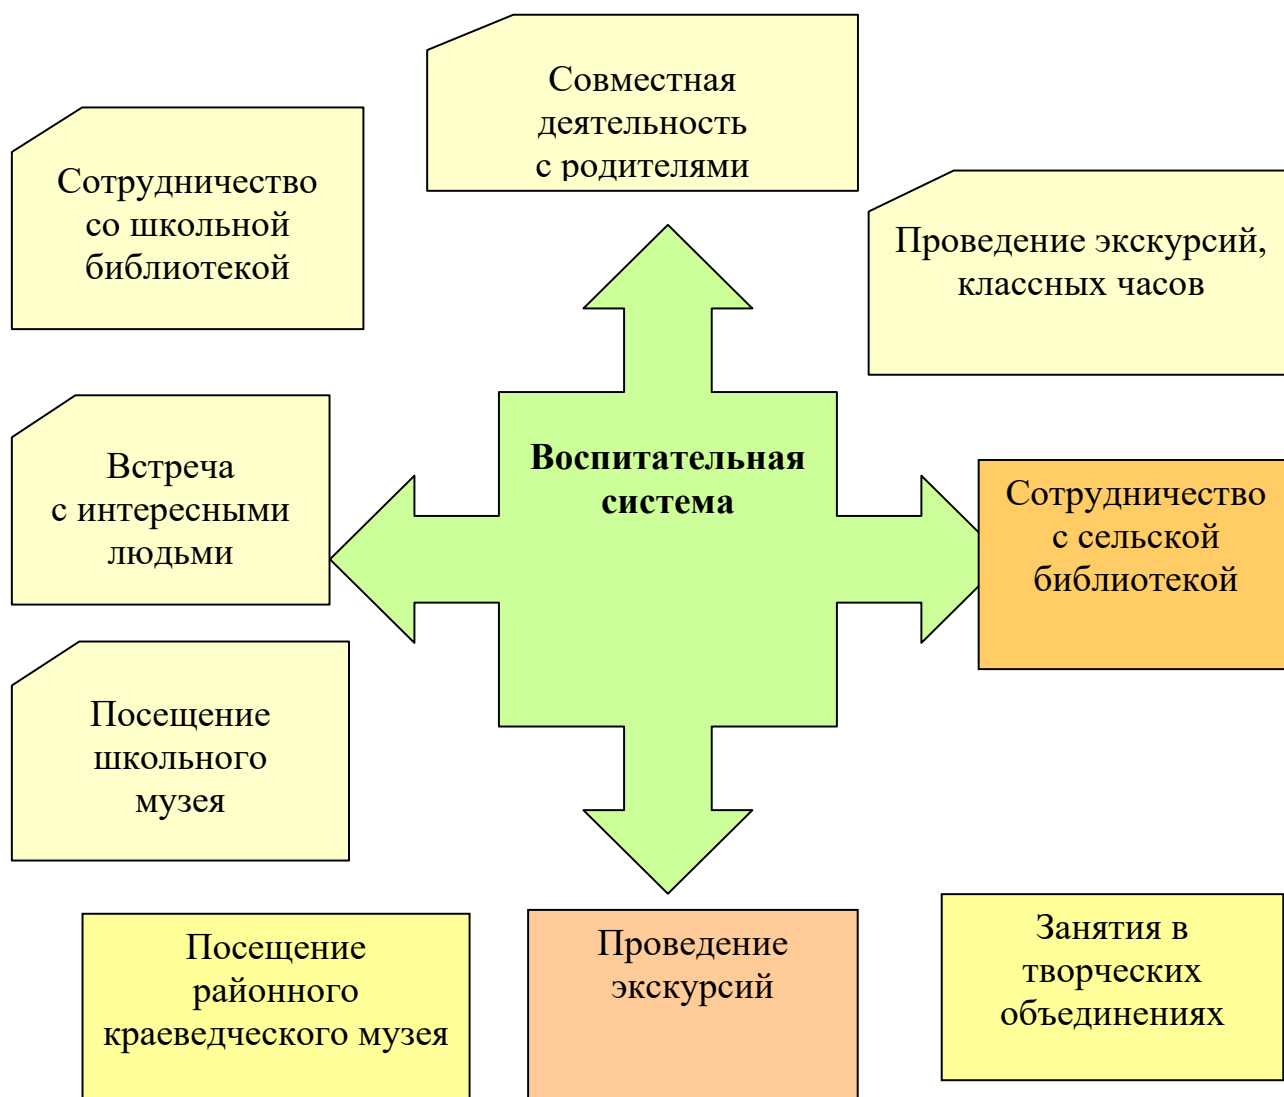 Совместная
деятельность
с родителями
Сотрудничество
со школьной
библиотекой
Проведение экскурсий,
классных часов
Встреча
с интересными
людьми
Воспитательная
система
Сотрудничество
с сельской
библиотекой
Посещение
школьного
музея
Посещение
районного
краеведческого музея
Проведение
экскурсий
Занятия в
творческих
объединениях